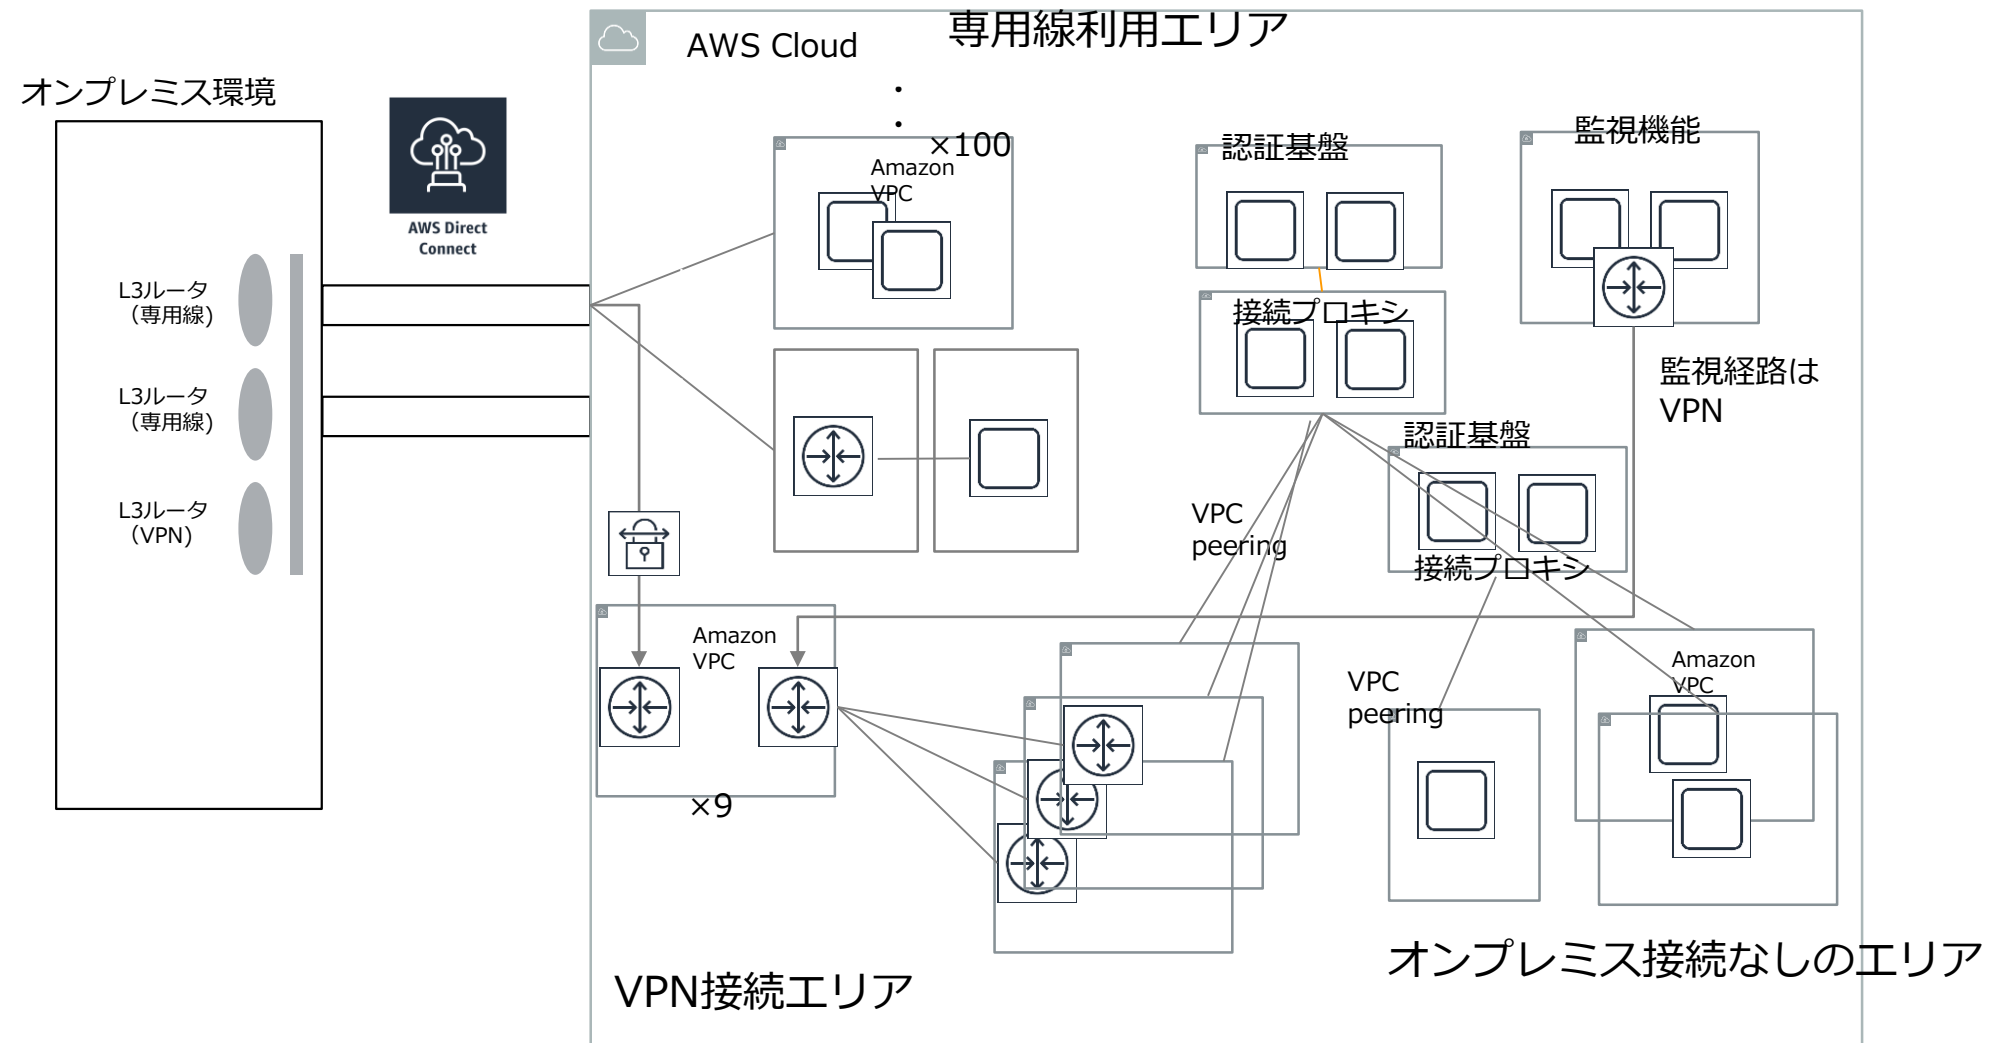 専用線利用エリア
AWS Cloud
オンプレミス環境
・
・
×100
Amazon
VPC
認証基盤
監視機能
AWS Direct
Connect
L3ルータ
（専用線)
接続プロキシ
監視経路は
VPN
L3ルータ
（専用線)
認証基盤
L3ルータ
（VPN)
VPC
peering
接続プロキシ
Amazon
VPC
Amazon
VPC
VPC
peering
×9
オンプレミス接続なしのエリア
VPN接続エリア